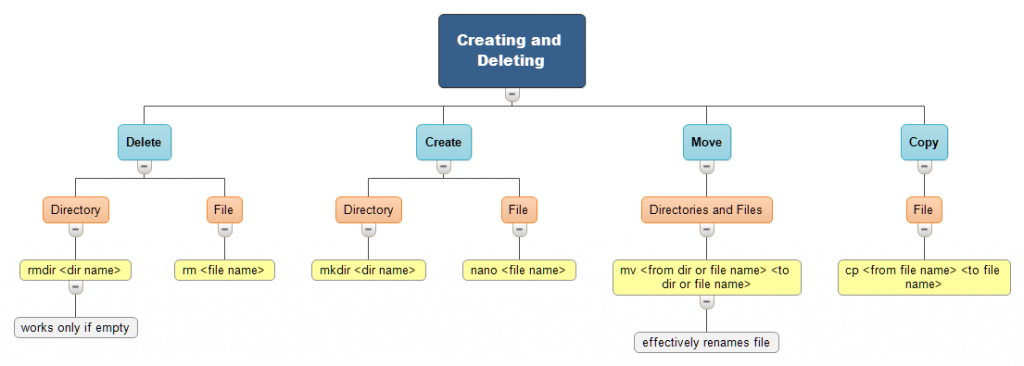 Creating and
Deleting
Delete
Create
Move
Copy
Directory
File
Directory
File
Directories and Files
File
rmdir <dir name>
rm <file name>
mkdir <dir name>
nano <file name>
mv <from dir or file name> <to
dir or file name>
cp <from file name> <to file
name>
works only if empty
effectively renames file